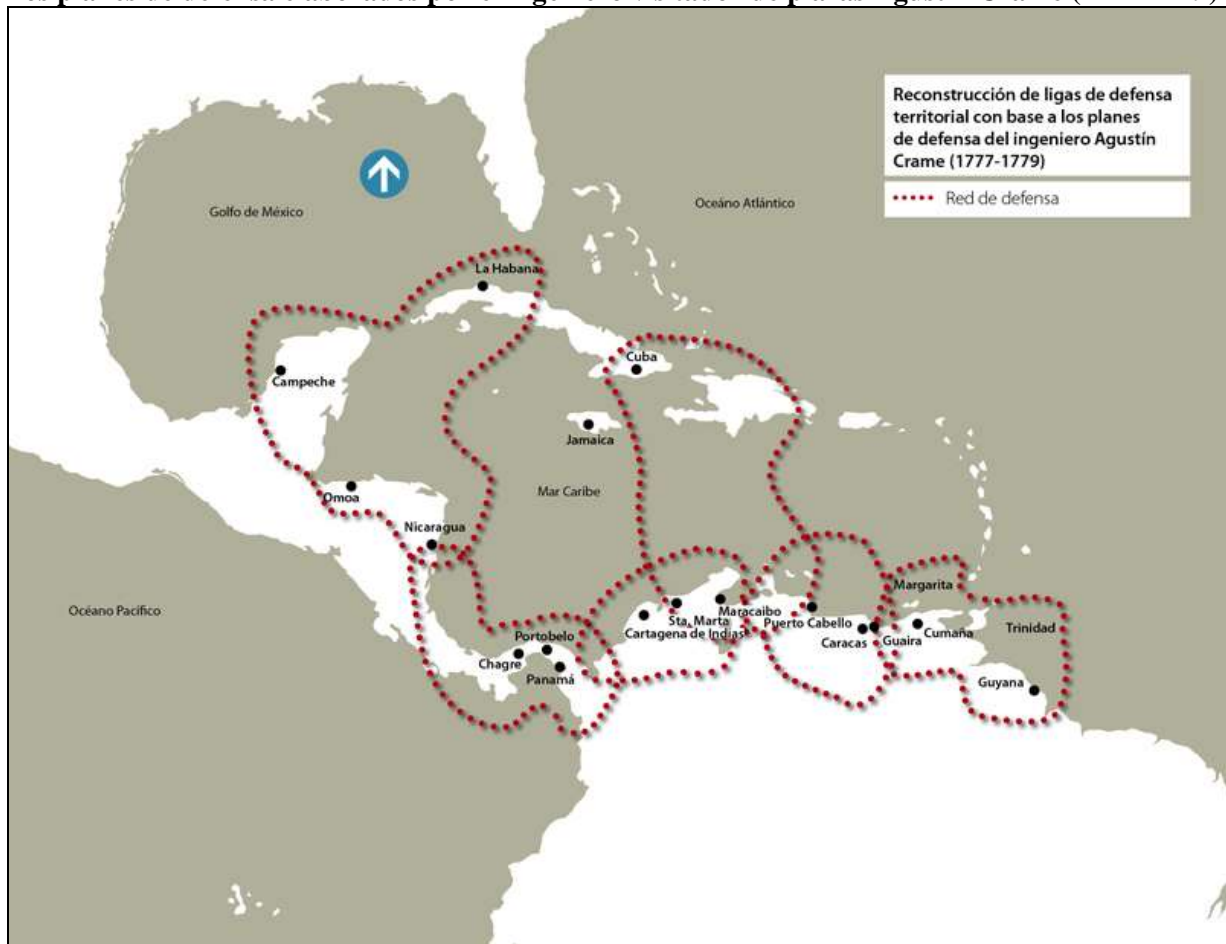 Reconstrucción de ligas de defensa
territorial con base a los planes
de defensa del ingeniero Agustín
Crame (1777-1779)
Red de defensa
Golfo de México
Oceáno Atlántico
La Habana
Cuba
Campeche
Jamaica
Mar Caribe
Omoa
Nicaragua
Océano Pacífico
Margarita
Maracaibo
Sta. Marta
Puerto Cabello
Cartagena de Indias
Trinidad
Cumaña
Guaira
Caracas
Portobelo
Chagre
Panamá
Guyana